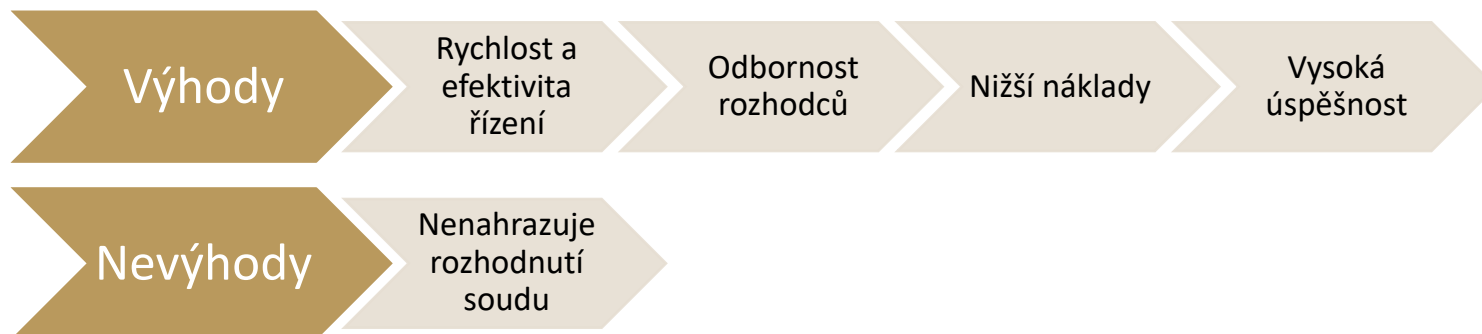 Výhody
Rychlost a
efektivita
řízení
Odbornost
rozhodců
Nižší náklady
Vysoká
úspěšnost
Nevýhody
Nenahrazuje
rozhodnutí
soudu